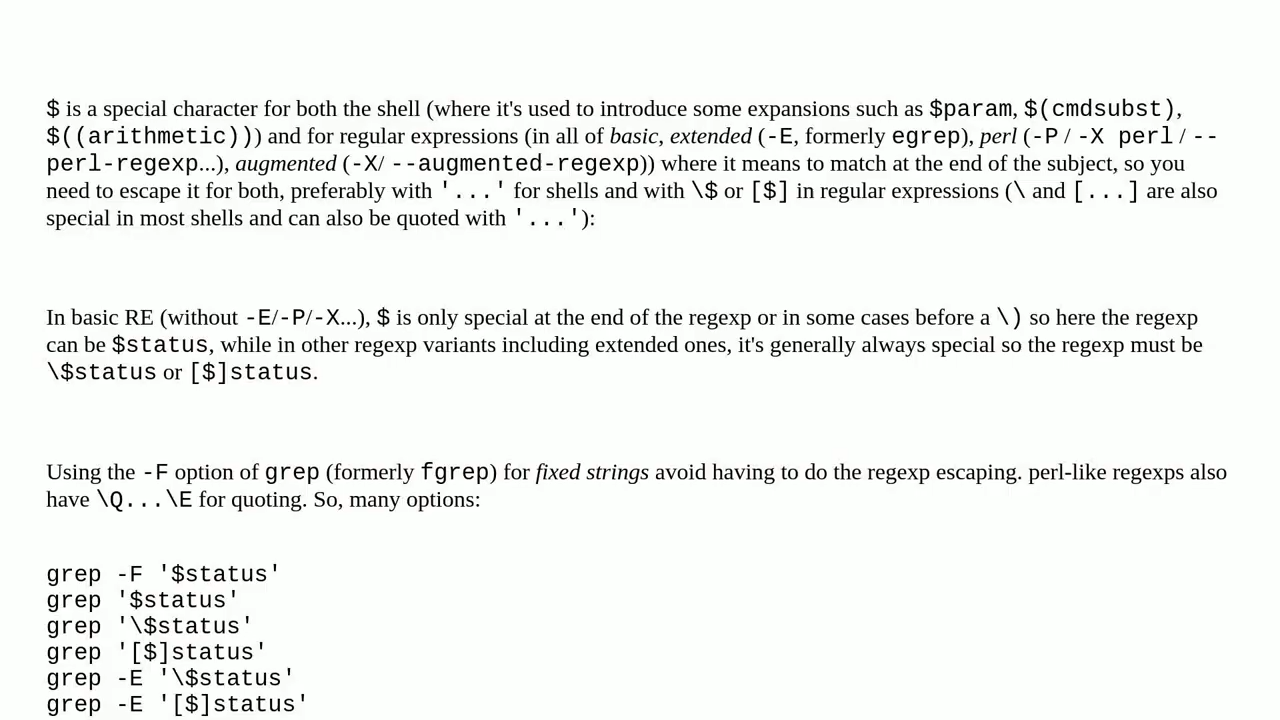 $ is a special character for both the shell (where it's used to introduce some expansions such as $param, $(cmdsubst),
$((arithmetic))) and for regular expressions (in all of basic, extended (-E, formerly egrep), perl (-P / -X perl / --
perl-regexp...), augmented (-X/ --augmented-regexp)) where it means to match at the end of the subject, so you
need to escape it for both, preferably with '...' for shells and with \$ or [$] in regular expressions (\ and [...] are also
special in most shells and can also be quoted with '...'):
In basic RE (without -E/-P/-X...), $ is only special at the end of the regexp or in some cases before a \) so here the regexp
can be $status, while in other regexp variants including extended ones, it's generally always special so the regexp must be
\$status or [$]status.
Using the -F option of grep (formerly fgrep) for fixed strings avoid having to do the regexp escaping. perl-like regexps also
have \Q...\E for quoting. So, many options:
grep -F '$status'
grep '$status'
grep '\$status'
grep '[$]status'
grep -E '\$status'
grep -E '[$]status'